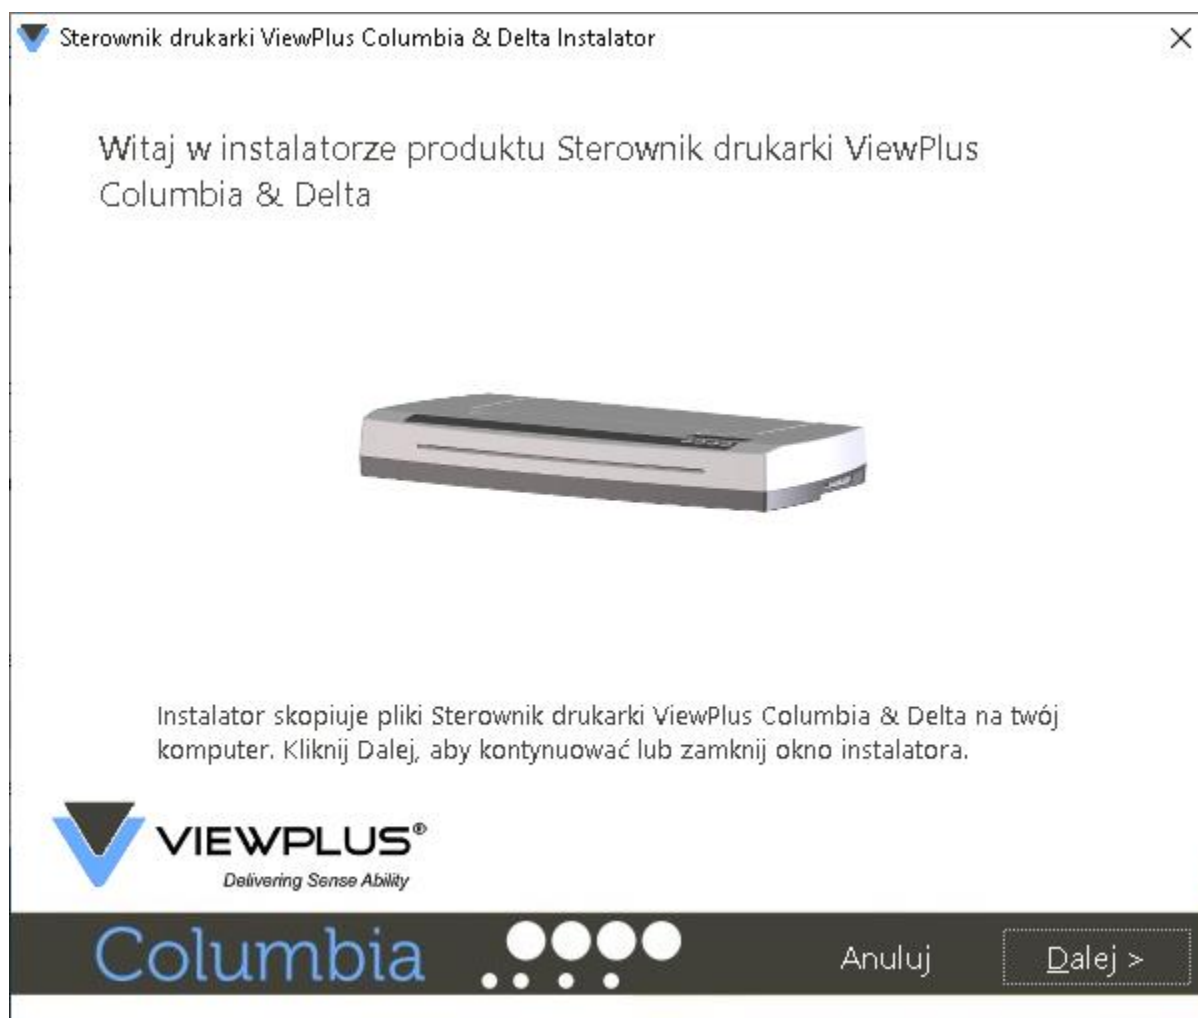 Sterownik drukarki ViewPlus Columbia & Delta Instalator
Witaj w instalatorze produktu Sterownik drukarki ViewPlus
Columbia & Delta
Instalator skopiuje pliki Sterownik drukarki ViewPlus Columbia & Delta na twój
komputer. Kliknij Dalej, aby kontynuować lub zamknij okno instalatora.
VIEWPLUS®
Delivering Sense Ability
Columbia
Anuluj
Dalej >